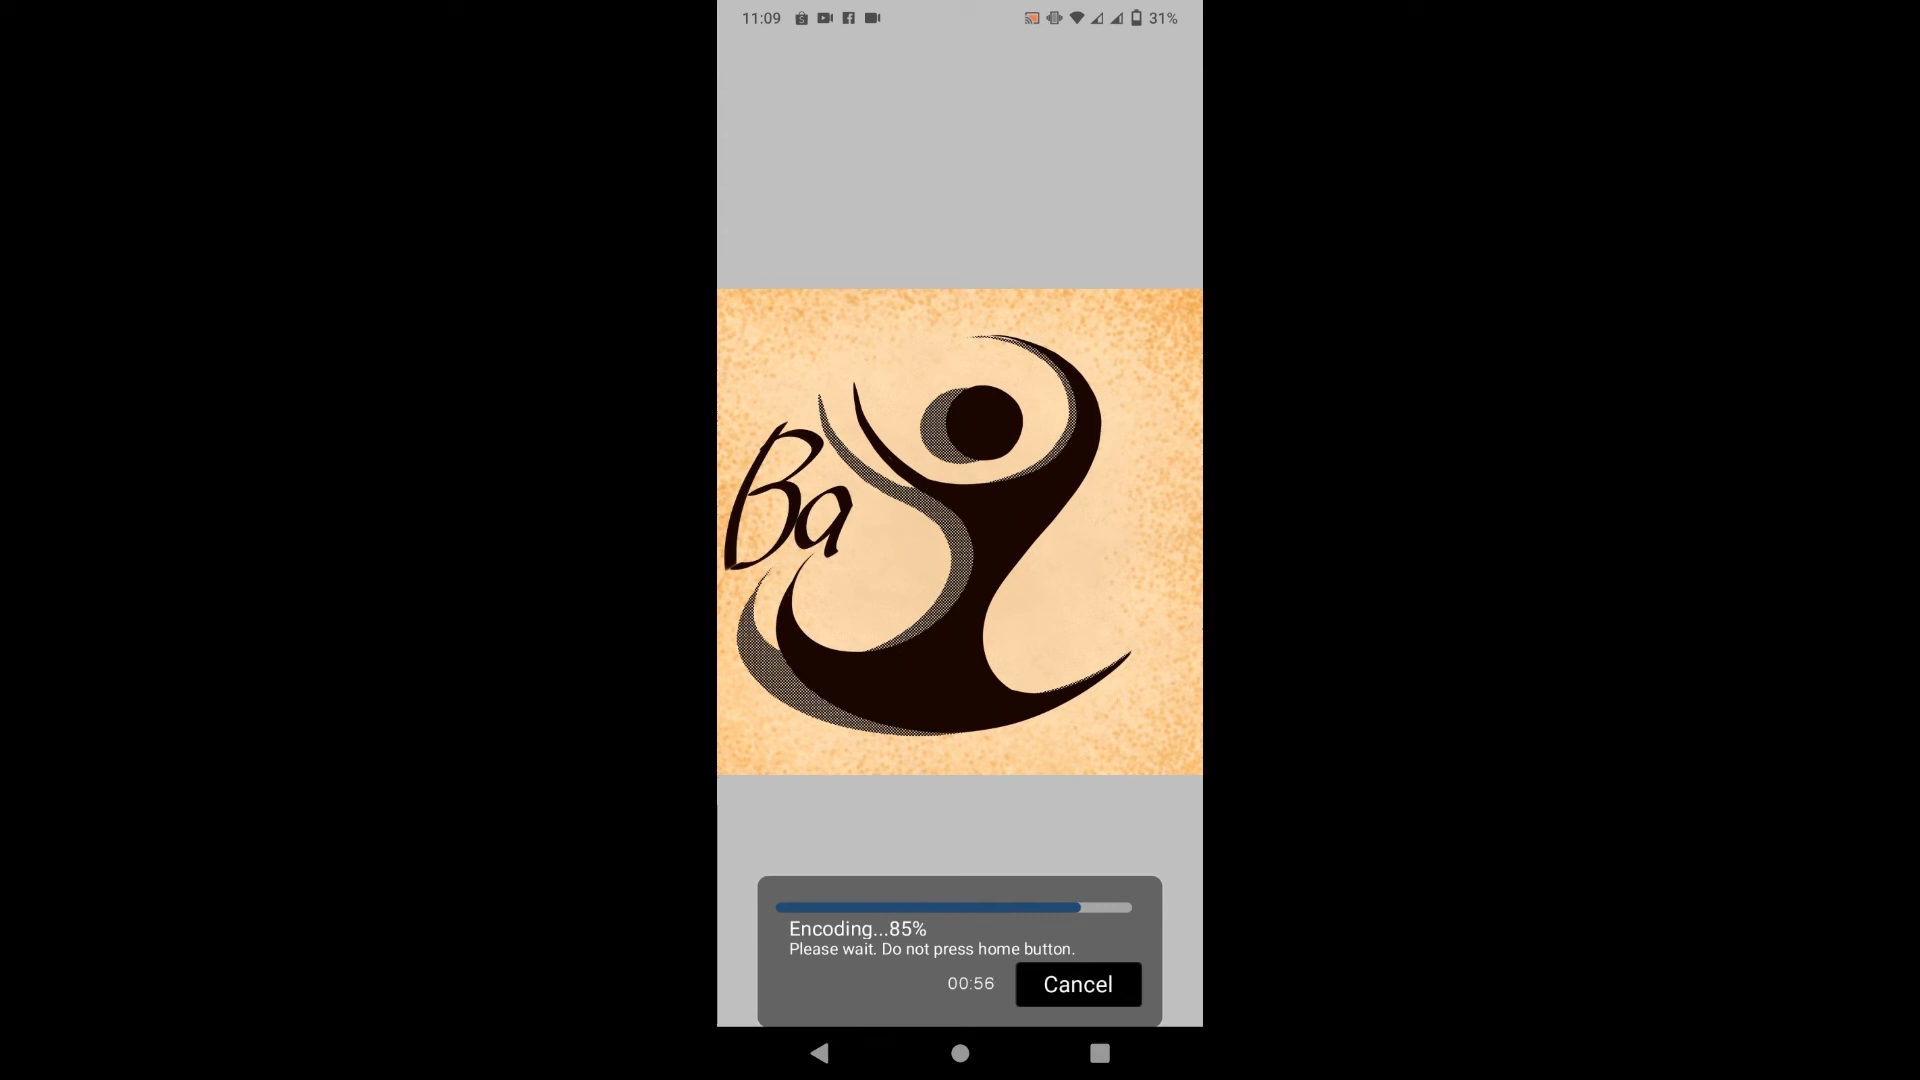 11:09
31%
Ba
Encoding...85%
Please wait. Do not press home button.
00:56
Cancel